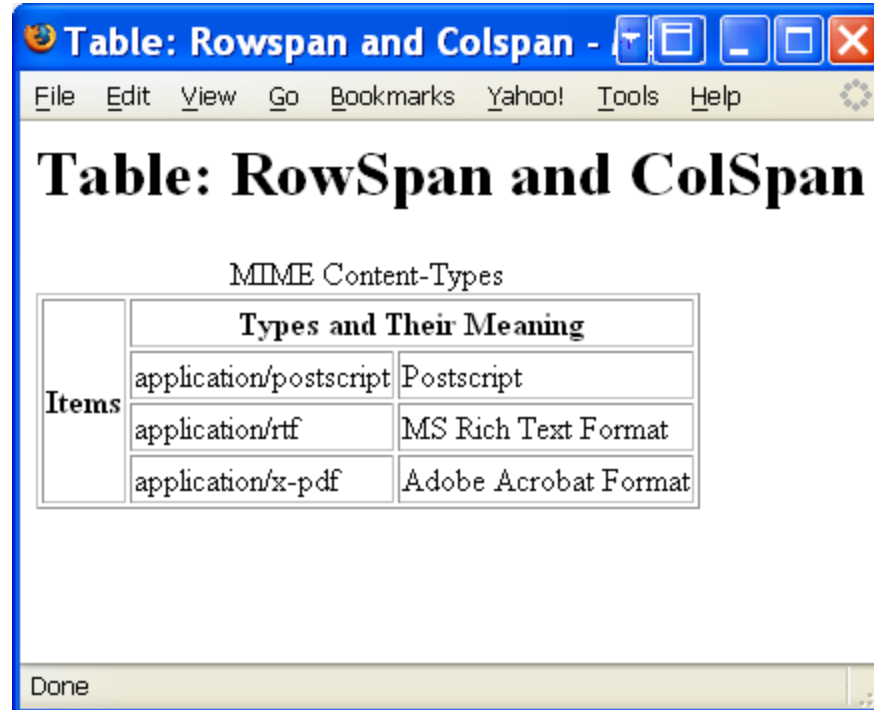 Table: Rowspan and Colspan -
File Edit View Go Bookmarks Yahoo! Tools Help
Table: RowSpan and ColSpan
MIME Content-Types
Types and Their Meaning
Items
application/postscript Postscript
application/rtf MS Rich Text Format
application/x-pdf Adobe Acrobat Format
Done